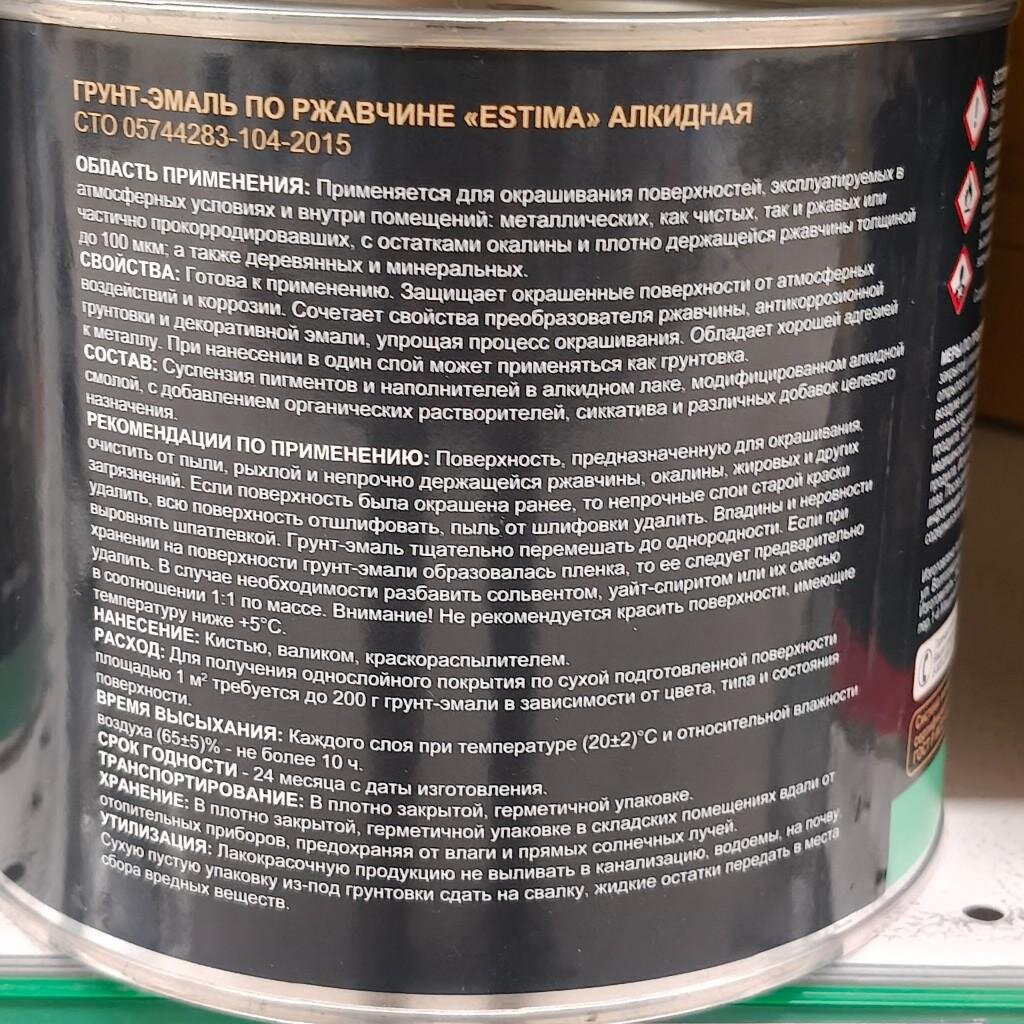 ГРУНТ-ЭМАЛЬ ПО РЖАВЧИНЕ «ESTIMA» АЛКИДНАЯ
СТО 05744283-104-2015
ОБЛАСТЬ ПРИМЕНЕНИЯ: Применяется для окрашивания поверхностей, эксплуатируемых в
атмосферных условиях и внутри помещений: металлических, как чистых, так и ржавых или
частично прокорродировавших, с остатками окалины и плотно держащейся ржавчины толщиной
до 100 мкм; а также деревянных и минеральных.
СВОЙСТВА: Готова к применению. Защищает окрашенные поверхности от атмосферных
воздействий и коррозии. Сочетает свойства преобразователя ржавчины, антикоррозионной
грунтовки и декоративной эмали, упрощая процесс окрашивания. Обладает хорошей адгезией
к металлу. При нанесении в один слой может применяться как грунтовка.
СОСТАВ: Суспензия пигментов и наполнителей в алкидном лаке, модифицированном алкидной
смолой, с добавлением органических растворителей, сиккатива и различных добавок целевого
назначения.
РЕКОМЕНДАЦИИ ПО ПРИМЕНЕНИЮ: Поверхность, предназначенную для окрашивания,
очистить от пыли, рыхлой и непрочно держащейся ржавчины, окалины, жировых и других
загрязнений. Если поверхность была окрашена ранее, то непрочные слои старой краски
удалить, всю поверхность отшлифовать, пыль от шлифовки удалить. Впадины и неровности
выровнять шпатлевкой. Грунт-эмаль тщательно перемешать до однородности. Если при
хранении на поверхности грунт-эмали образовалась пленка, то ее следует предварительно
удалить. В случае необходимости разбавить сольвентом, уайт-спиритом или их смесью
в соотношении 1:1 по массе. Внимание! Не рекомендуется красить поверхности, имеющие
температуру ниже +5°С.
НАНЕСЕНИЕ: Кистью, валиком, краскораспылителем.
РАСХОД: Для получения однослойного покрытия по сухой подготовленной поверхности
площадью 1 м² требуется до 200 г грунт-эмали в зависимости от цвета, типа и состояния
поверхности.
ВРЕМЯ ВЫСЫХАНИЯ: Каждого слоя при температуре (20±2)°С и относительной влажности
воздуха (65±5)% - не более 10 ч.
СРОК ГОДНОСТИ - 24 месяца с даты изготовления.
ТРАНСПОРТИРОВАНИЕ: В плотно закрытой, герметичной упаковке.
ХРАНЕНИЕ: В плотно закрытой, герметичной упаковке в складских помещениях вдали от
отопительных приборов, предохраняя от влаги и прямых солнечных лучей.
УТИЛИЗАЦИЯ: Лакокрасочную продукцию не выливать в канализацию, водоемы, на почву.
Сухую пустую упаковку из-под грунтовки сдать на свалку, жидкие остатки передать в места
сбора вредных веществ.